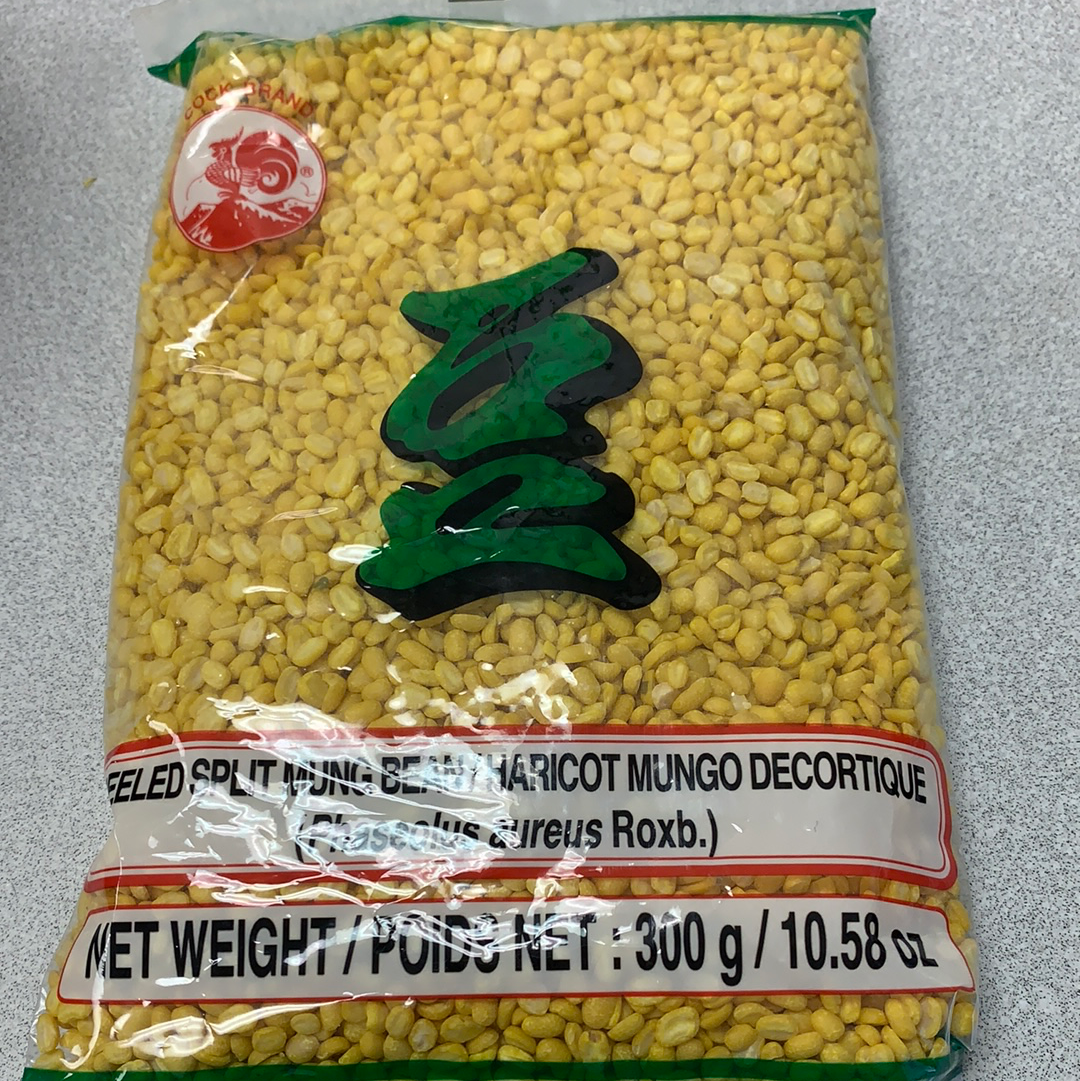 COCK BRAND
®
豆
EELED SPLIT MUNG BEAN / HARICOT MUNGO DECORTIQUE
(Phaseolus aureus Roxb.)
NET WEIGHT / POIDS NET : 300 g / 10.58 oz